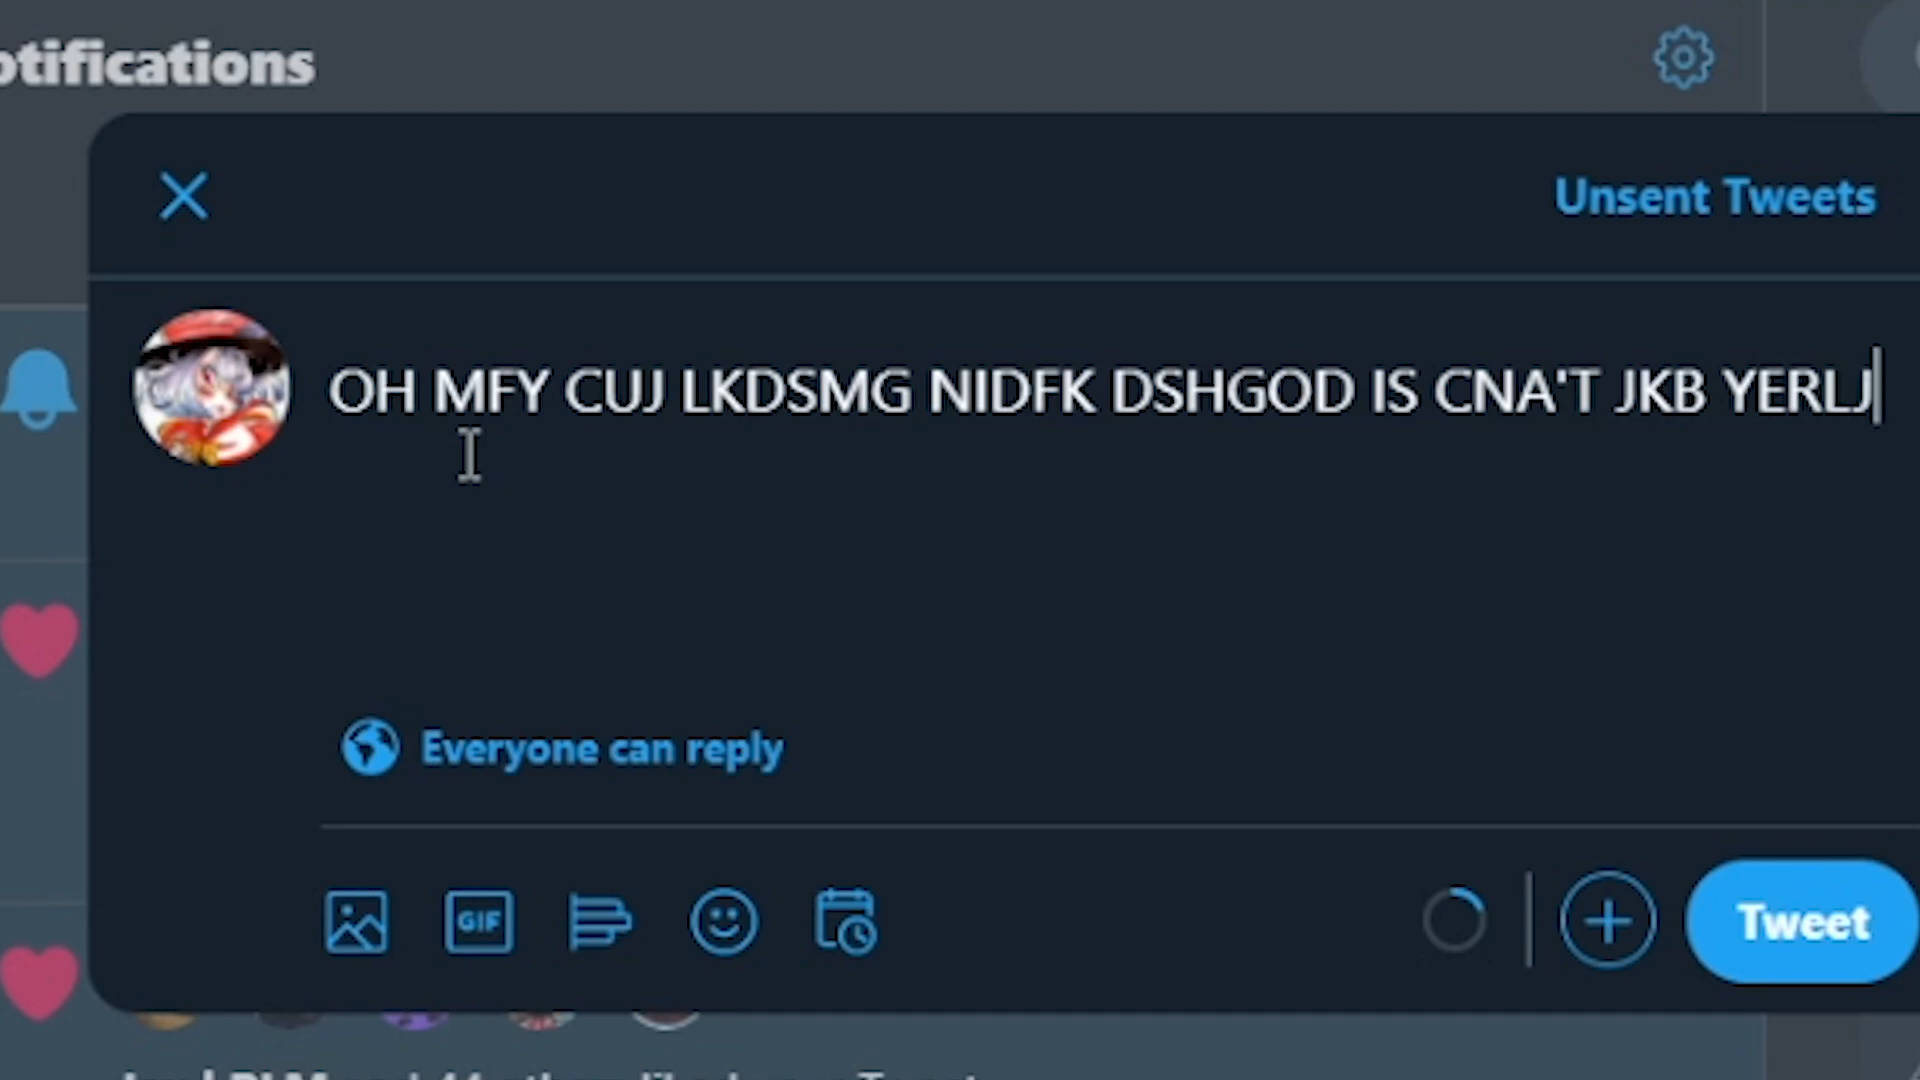 otifications
Unsent Tweets
OH MFY CUJ LKDSMG NIDFK DSHGOD IS CNA'T JKB YERLJ
Everyone can reply
GIF
Tweet